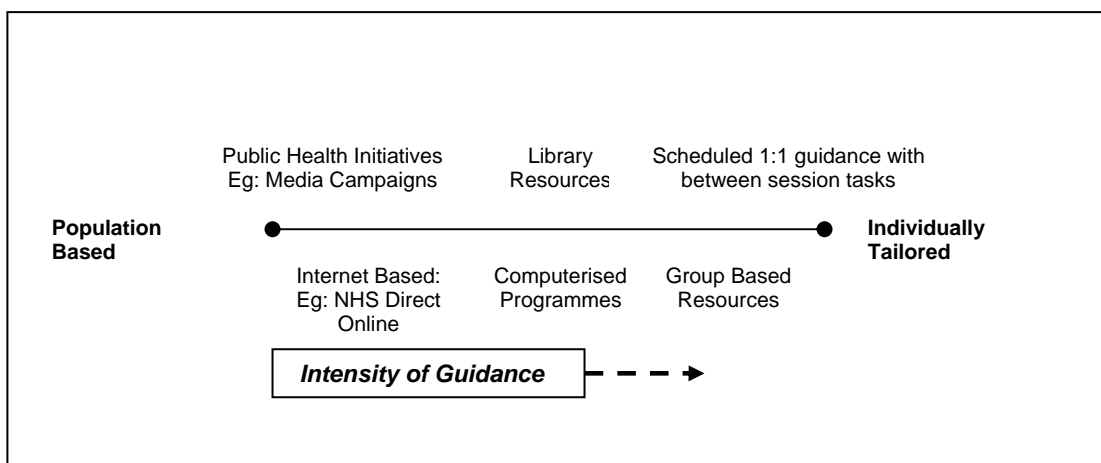 Public Health Initiatives
Eg: Media Campaigns
Library
Resources
Scheduled 1:1 guidance with
between session tasks
Population
Based
Individually
Tailored
Internet Based:
Eg: NHS Direct
Online
Computerised
Programmes
Group Based
Resources
Intensity of Guidance